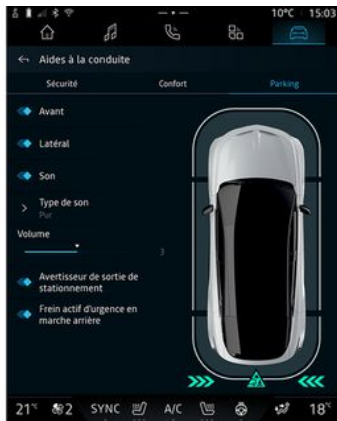 10°C 15:03
Aides à la conduite
Sécurité Confort Parking
Avant
Latéral
Son
Type de son
Pur
Volume
3
Avertisseur de sortie de
stationnement
Frein actif d'urgence en
marche arrière
21°C 2 SYNC A/C 18°C